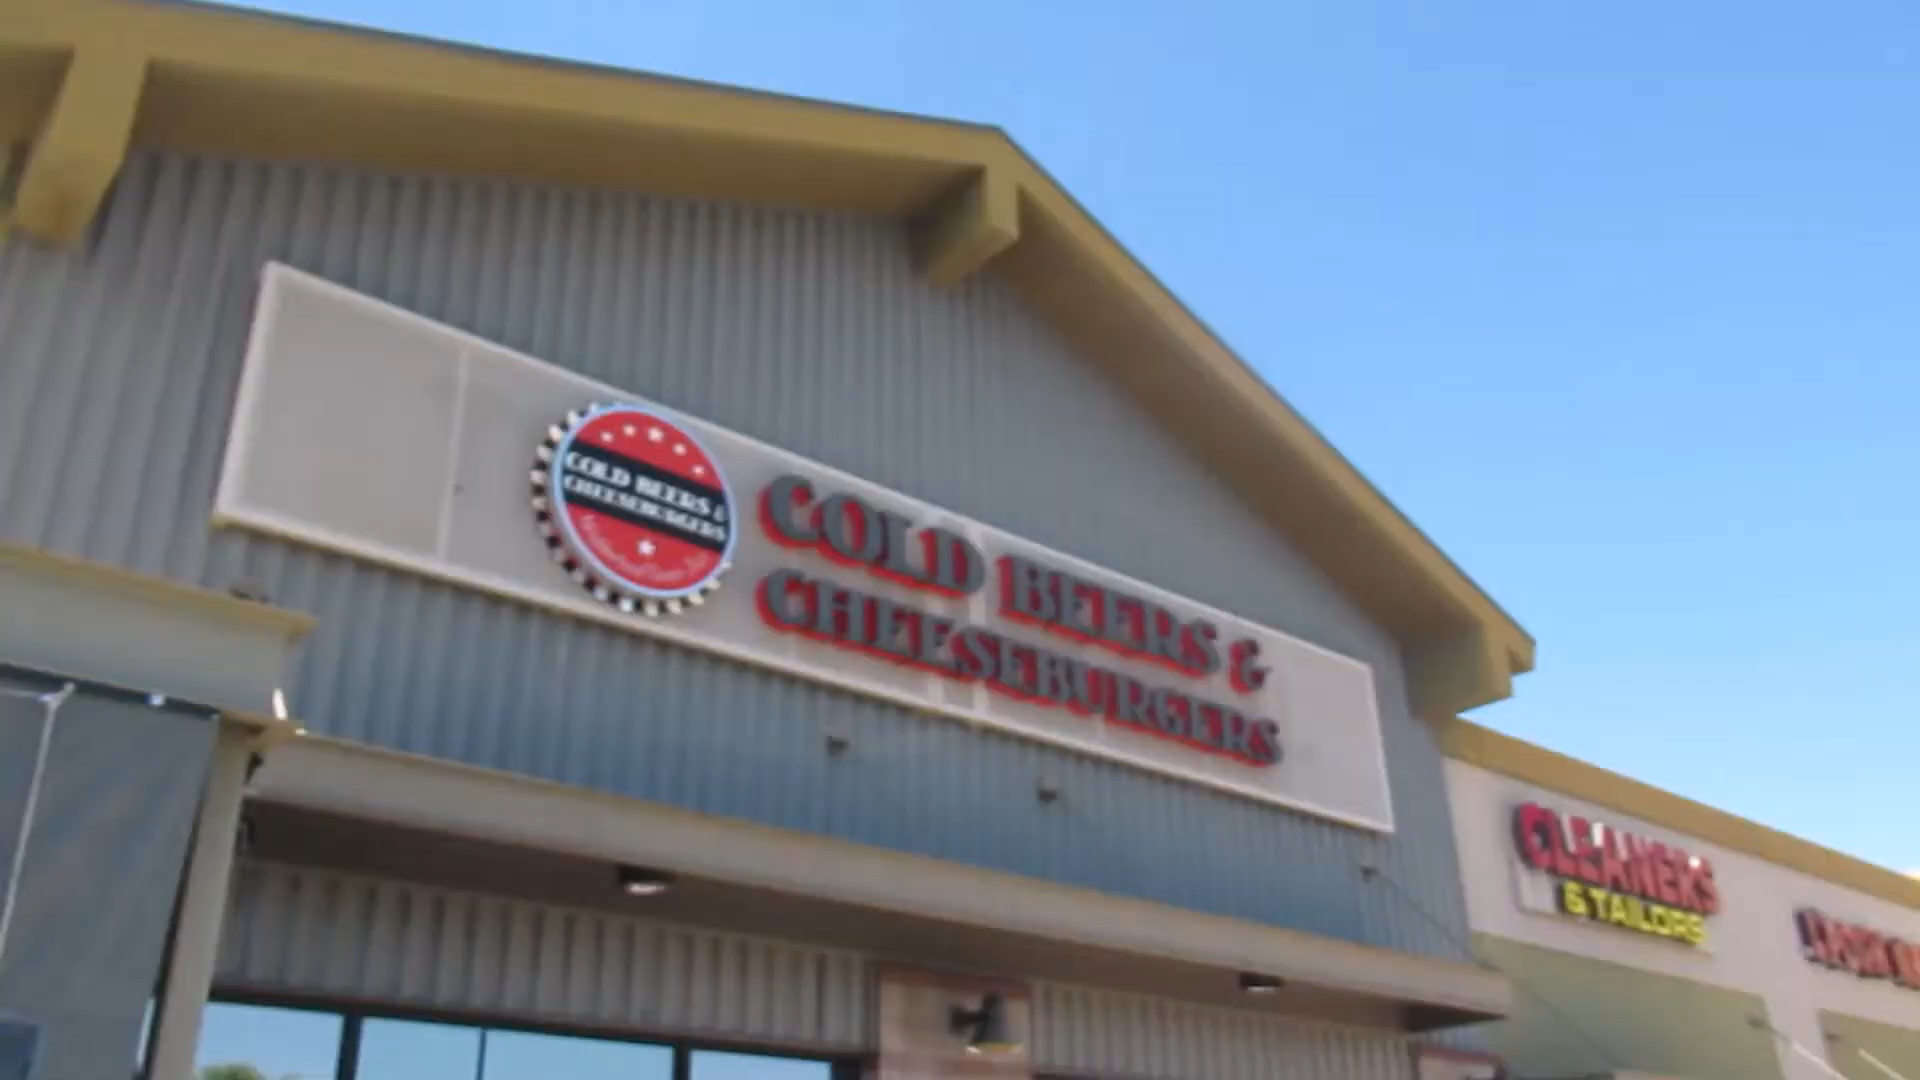 COLD BEERS &
CHEESEBURGERS
COLD BEERS &
CHEESEBURGERS
CLEANERS
& TAILORS